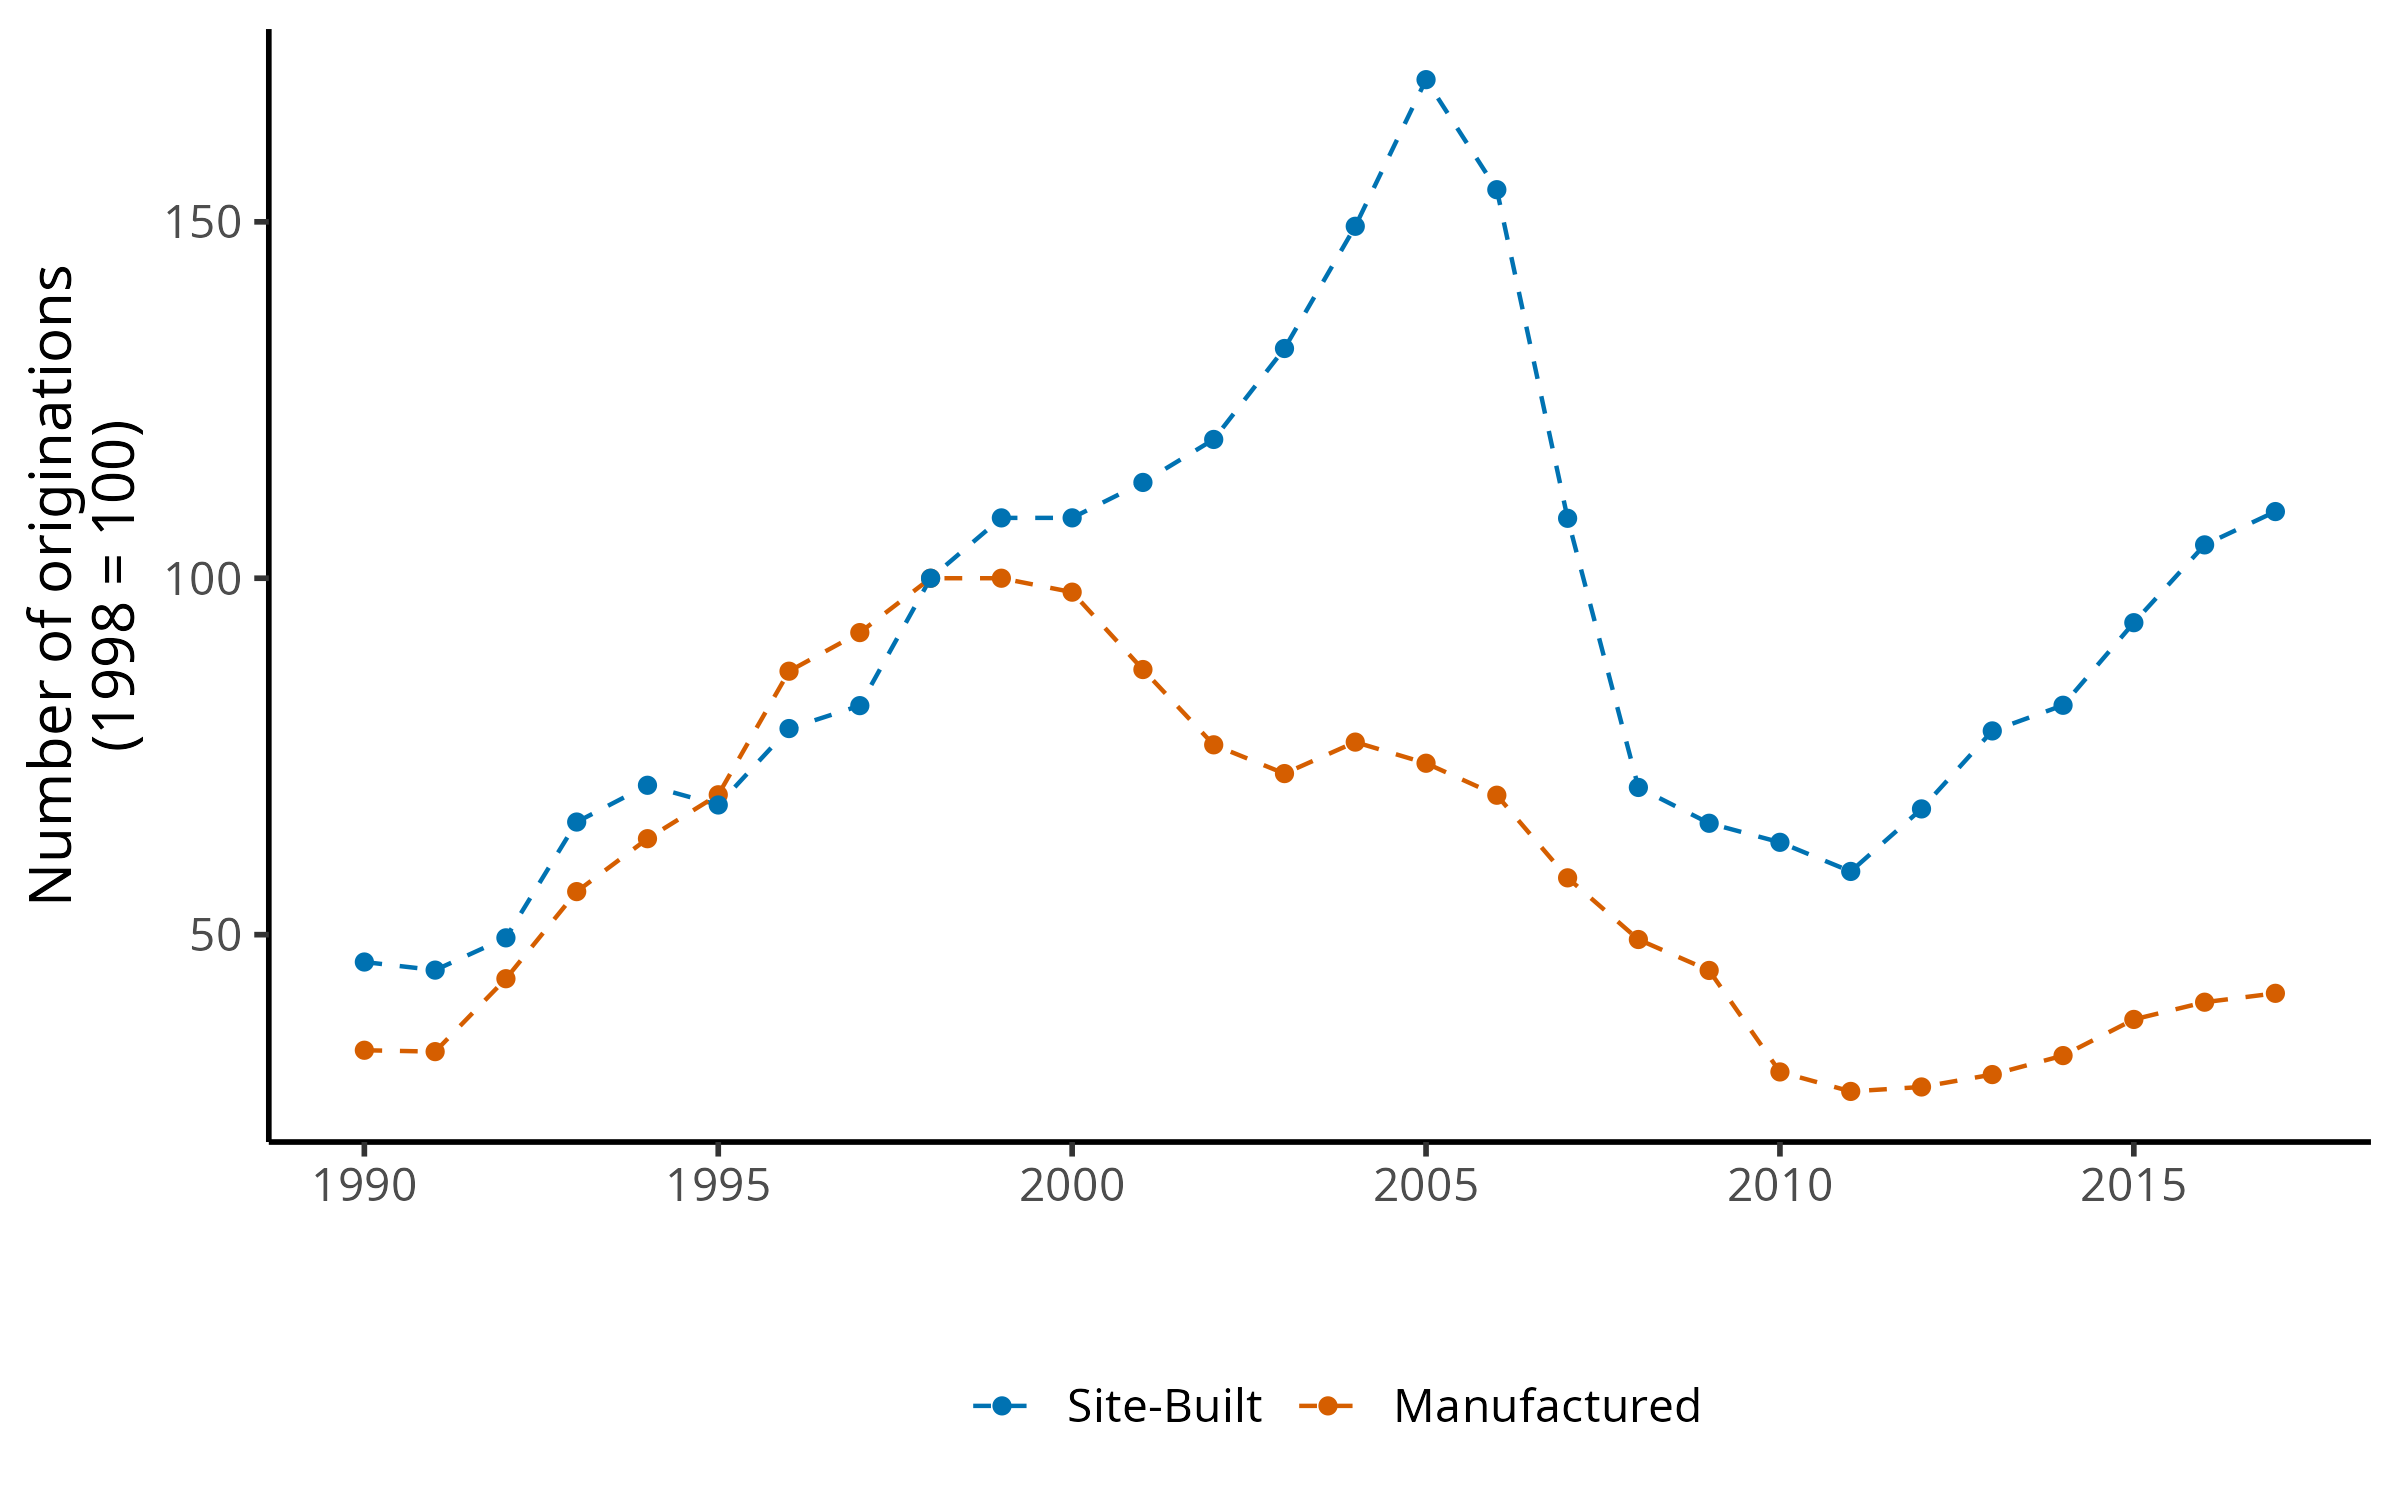 Number of originations
(1998 = 100)
150
100
50
1990 1995 2000 2005 2010 2015
Site-Built Manufactured